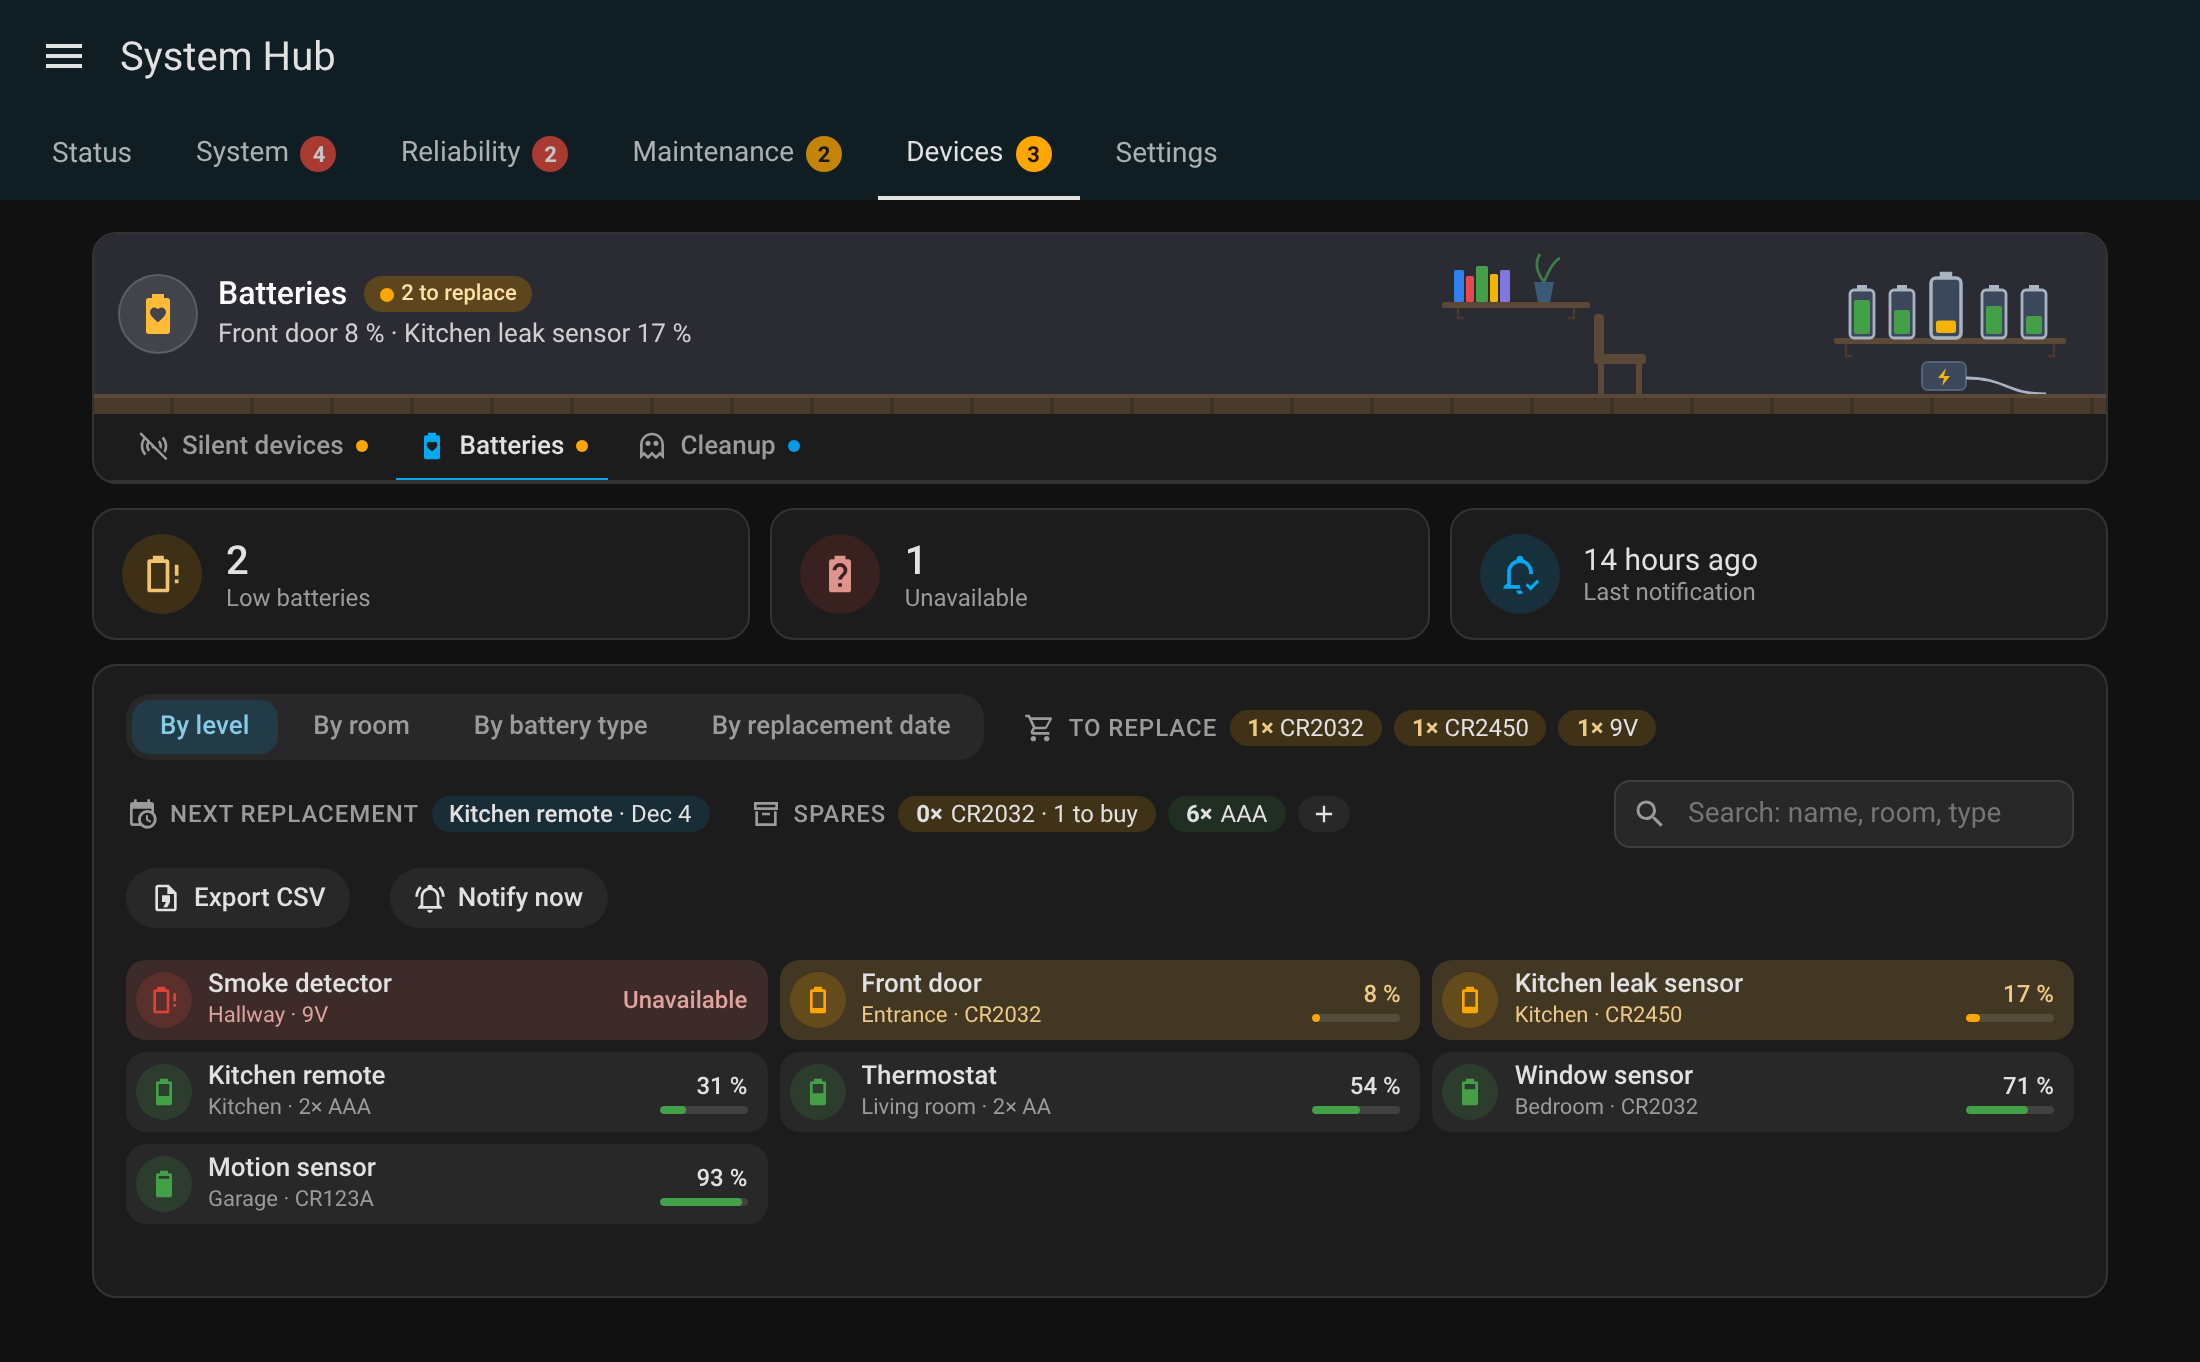 System Hub
Status
System 4
Reliability 2
Maintenance 2
Devices 3
Settings
Batteries
2 to replace
Front door 8 % · Kitchen leak sensor 17 %
Silent devices
Batteries
Cleanup
2
Low batteries
1
Unavailable
14 hours ago
Last notification
By level
By room
By battery type
By replacement date
TO REPLACE
1× CR2032
1× CR2450
1× 9V
NEXT REPLACEMENT
Kitchen remote · Dec 4
SPARES
0× CR2032 · 1 to buy
6× AAA
+
Search: name, room, type
Export CSV
Notify now
Smoke detector
Hallway · 9V
Unavailable
Front door
Entrance · CR2032
8 %
Kitchen leak sensor
Kitchen · CR2450
17 %
Kitchen remote
Kitchen · 2× AAA
31 %
Thermostat
Living room · 2× AA
54 %
Window sensor
Bedroom · CR2032
71 %
Motion sensor
Garage · CR123A
93 %